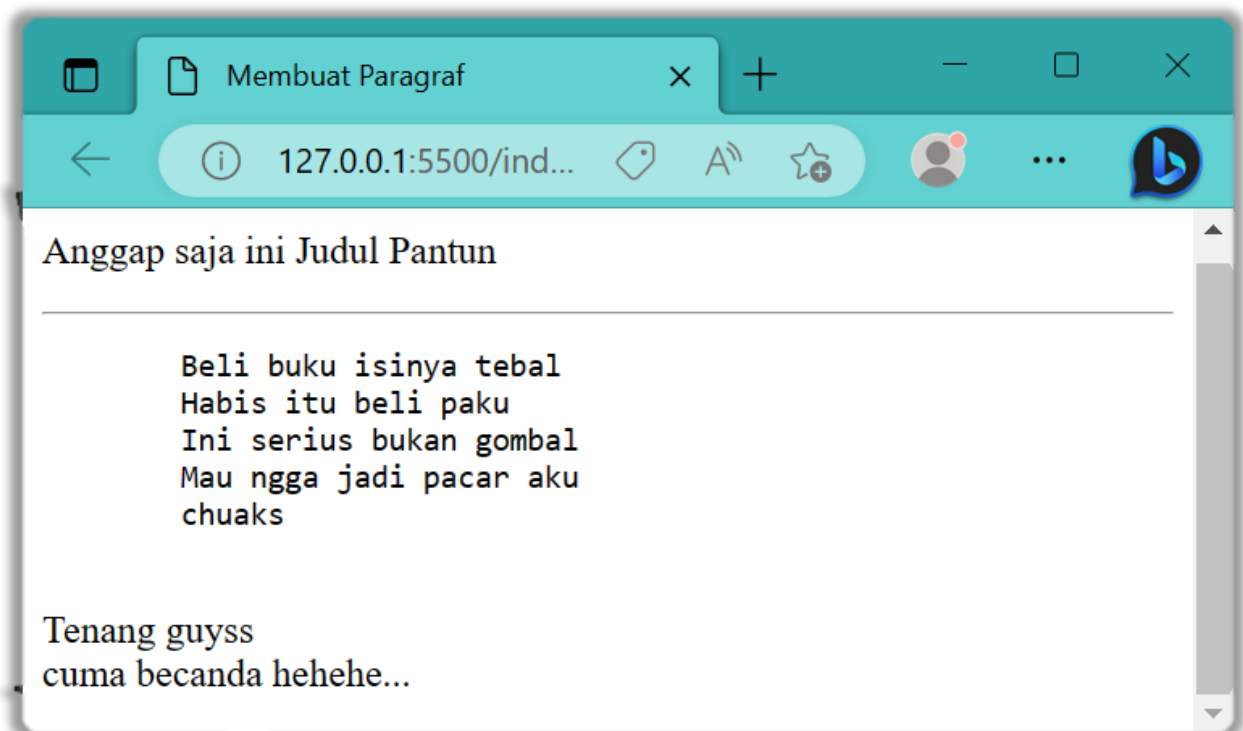 Membuat Paragraf
127.0.0.1:5500/ind...
Anggap saja ini Judul Pantun
Beli buku isinya tebal
Habis itu beli paku
Ini serius bukan gombal
Mau ngga jadi pacar aku
chuaks
Tenang guyss
cuma becanda hehehe...